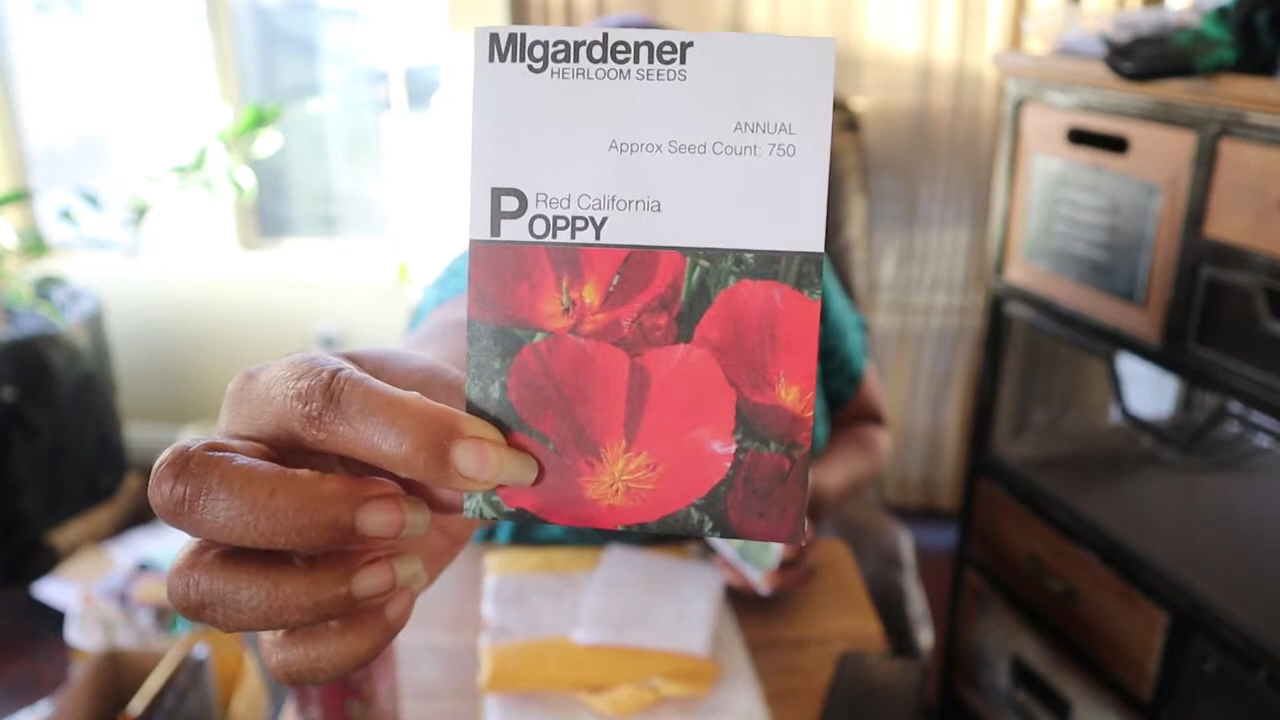 MIgardener
HEIRLOOM SEEDS
ANNUAL
Approx Seed Count: 750
Red California
POPPY